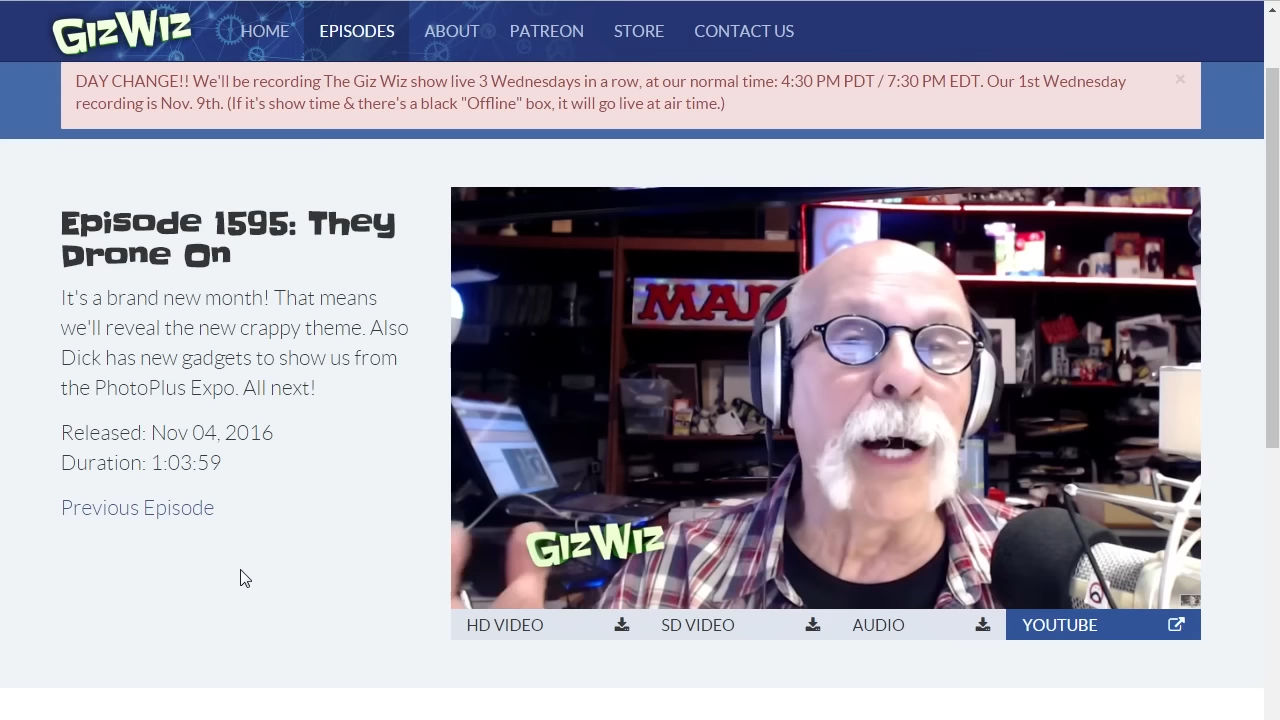 GizWiz
HOME EPISODES ABOUT PATREON STORE CONTACT US
DAY CHANGE!! We'll be recording The Giz Wiz show live 3 Wednesdays in a row, at our normal time: 4:30 PM PDT / 7:30 PM EDT. Our 1st Wednesday
recording is Nov. 9th. (If it's show time & there's a black "Offline" box, it will go live at air time.)
×
Episode 1595: They
Drone On
It's a brand new month! That means
we'll reveal the new crappy theme. Also
Dick has new gadgets to show us from
the PhotoPlus Expo. All next!
Released: Nov 04, 2016
Duration: 1:03:59
Previous Episode
MAD
GizWiz
HD VIDEO SD VIDEO AUDIO YOUTUBE